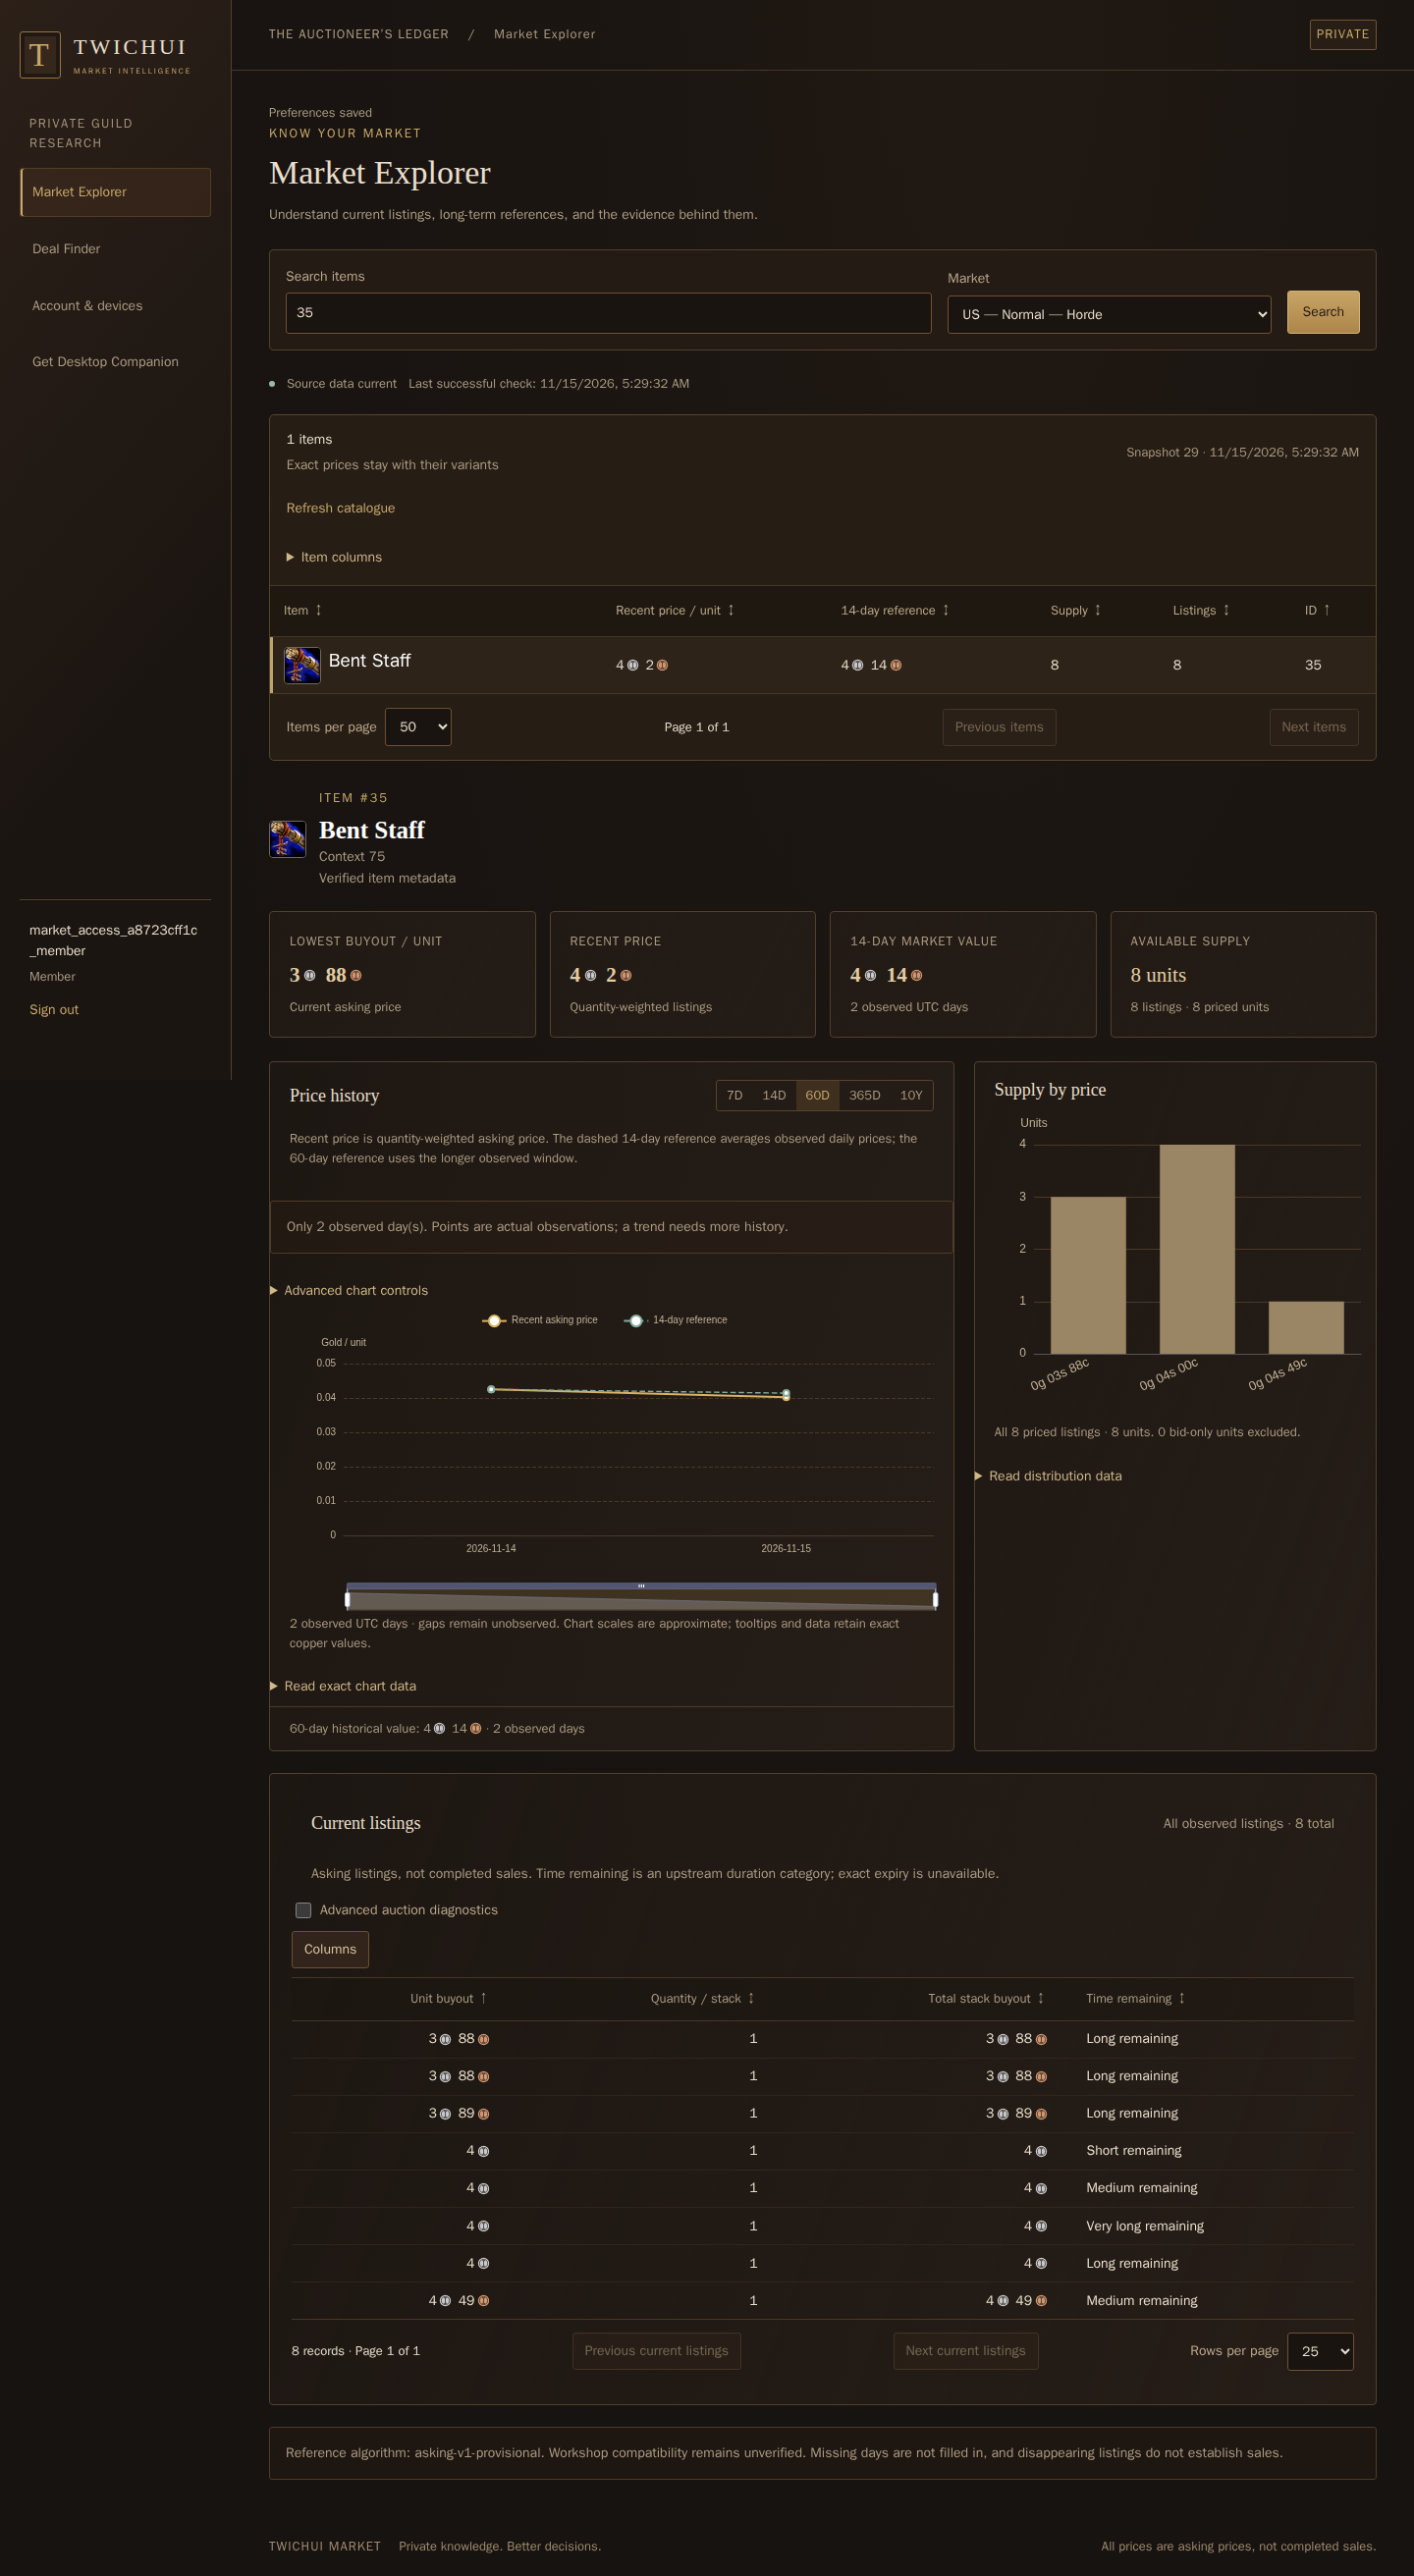 T
TWICHUI
MARKET INTELLIGENCE
PRIVATE GUILD
RESEARCH
Market Explorer
Deal Finder
Account & devices
Get Desktop Companion
market_access_a8723cff1c
_member
Member
Sign out
THE AUCTIONEER'S LEDGER / Market Explorer
PRIVATE
Preferences saved
KNOW YOUR MARKET
Market Explorer
Understand current listings, long-term references, and the evidence behind them.
Search items
Market
35
US — Normal — Horde
Search
Source data current Last successful check: 11/15/2026, 5:29:32 AM
1 items
Exact prices stay with their variants
Snapshot 29 · 11/15/2026, 5:29:32 AM
Refresh catalogue
▶ Item columns
Item ↕ Recent price / unit ↕ 14-day reference ↕ Supply ↕ Listings ↕ ID ↑
Bent Staff 4 2 4 14 8 8 35
Items per page 50 Page 1 of 1 Previous items Next items
ITEM #35
Bent Staff
Context 75
Verified item metadata
LOWEST BUYOUT / UNIT
3 88
Current asking price
RECENT PRICE
4 2
Quantity-weighted listings
14-DAY MARKET VALUE
4 14
2 observed UTC days
AVAILABLE SUPPLY
8 units
8 listings · 8 priced units
Price history
7D 14D 60D 365D 10Y
Recent price is quantity-weighted asking price. The dashed 14-day reference averages observed daily prices; the
60-day reference uses the longer observed window.
Only 2 observed day(s). Points are actual observations; a trend needs more history.
▶ Advanced chart controls
Recent asking price 14-day reference
Gold / unit
0.05
0.04
0.03
0.02
0.01
0
2026-11-14 2026-11-15
2 observed UTC days · gaps remain unobserved. Chart scales are approximate; tooltips and data retain exact
copper values.
▶ Read exact chart data
60-day historical value: 4 14 · 2 observed days
Supply by price
Units
4
3
2
1
0
0g 03s 88c 0g 04s 00c 0g 04s 49c
All 8 priced listings · 8 units. 0 bid-only units excluded.
▶ Read distribution data
Current listings
All observed listings · 8 total
Asking listings, not completed sales. Time remaining is an upstream duration category; exact expiry is unavailable.
Advanced auction diagnostics
Columns
Unit buyout ↑ Quantity / stack ↕ Total stack buyout ↕ Time remaining ↕
3 88 1 3 88 Long remaining
3 88 1 3 88 Long remaining
3 89 1 3 89 Long remaining
4 1 4 Short remaining
4 1 4 Medium remaining
4 1 4 Very long remaining
4 1 4 Long remaining
4 49 1 4 49 Medium remaining
8 records · Page 1 of 1 Previous current listings Next current listings Rows per page 25
Reference algorithm: asking-v1-provisional. Workshop compatibility remains unverified. Missing days are not filled in, and disappearing listings do not establish sales.
TWICHUI MARKET Private knowledge. Better decisions.
All prices are asking prices, not completed sales.